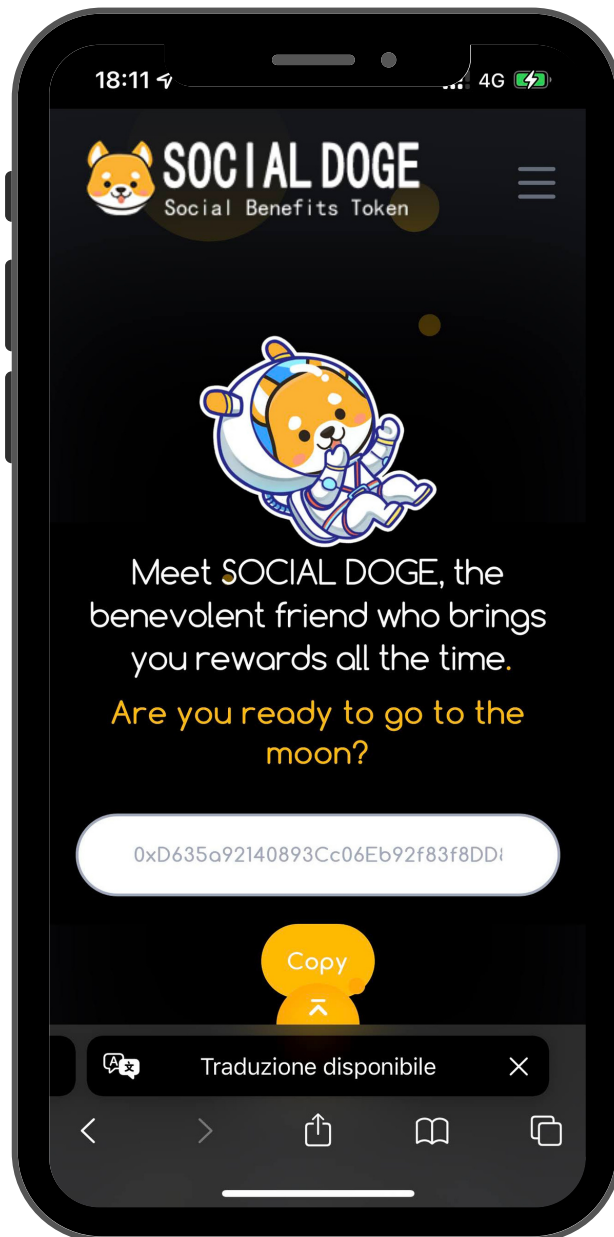 18:11
4G
SOCIAL DOGE
Social Benefits Token
Meet SOCIAL DOGE, the
benevolent friend who brings
you rewards all the time.
Are you ready to go to the
moon?
0xD635a92140893Cc06Eb92f83f8DD
Copy
Traduzione disponibile